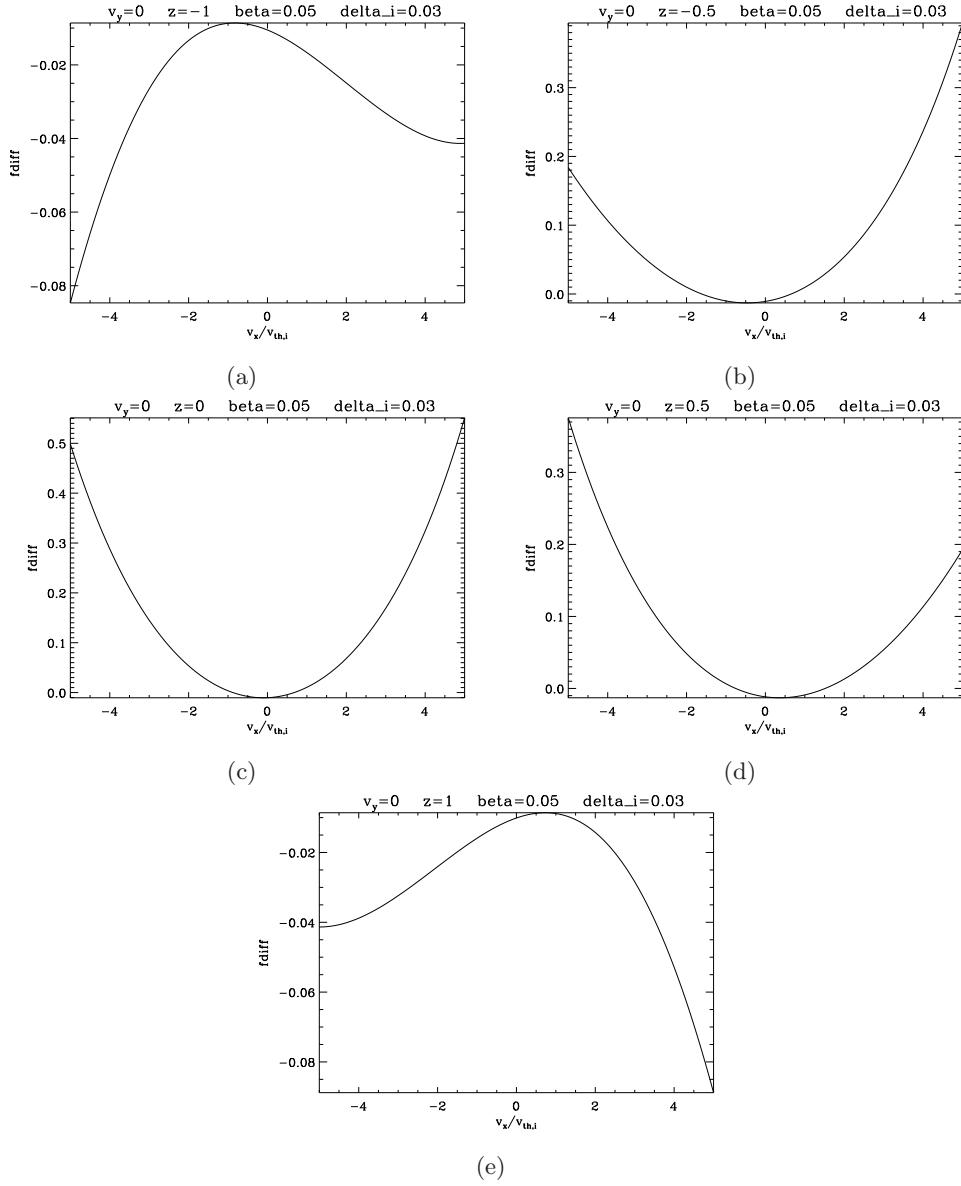 v_y=0 z=-1 beta=0.05 delta_i=0.03
-0.02
-0.04
-0.06
-0.08
fdiff
-4 -2 0 2 4
v_x/v_th,i
(a)
v_y=0 z=-0.5 beta=0.05 delta_i=0.03
0.3
0.2
0.1
0.0
fdiff
-4 -2 0 2 4
v_x/v_th,i
(b)
v_y=0 z=0 beta=0.05 delta_i=0.03
0.5
0.4
0.3
0.2
0.1
0.0
fdiff
-4 -2 0 2 4
v_x/v_th,i
(c)
v_y=0 z=0.5 beta=0.05 delta_i=0.03
0.3
0.2
0.1
0.0
fdiff
-4 -2 0 2 4
v_x/v_th,i
(d)
v_y=0 z=1 beta=0.05 delta_i=0.03
-0.02
-0.04
-0.06
-0.08
fdiff
-4 -2 0 2 4
v_x/v_th,i
(e)